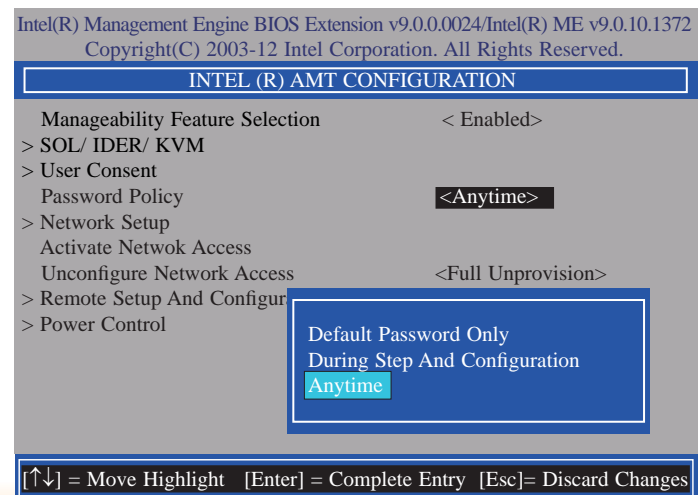 Intel(R) Management Engine BIOS Extension v9.0.0.0024/Intel(R) ME v9.0.10.1372
Copyright(C) 2003-12 Intel Corporation. All Rights Reserved.
INTEL (R) AMT CONFIGURATION
Manageability Feature Selection < Enabled>
> SOL/ IDER/ KVM
> User Consent
Password Policy <Anytime>
> Network Setup
Activate Netwok Access
Unconfigure Network Access <Full Unprovision>
> Remote Setup And Configur
> Power Control
Default Password Only
During Step And Configuration
Anytime
[↑↓] = Move Highlight [Enter] = Complete Entry [Esc]= Discard Changes